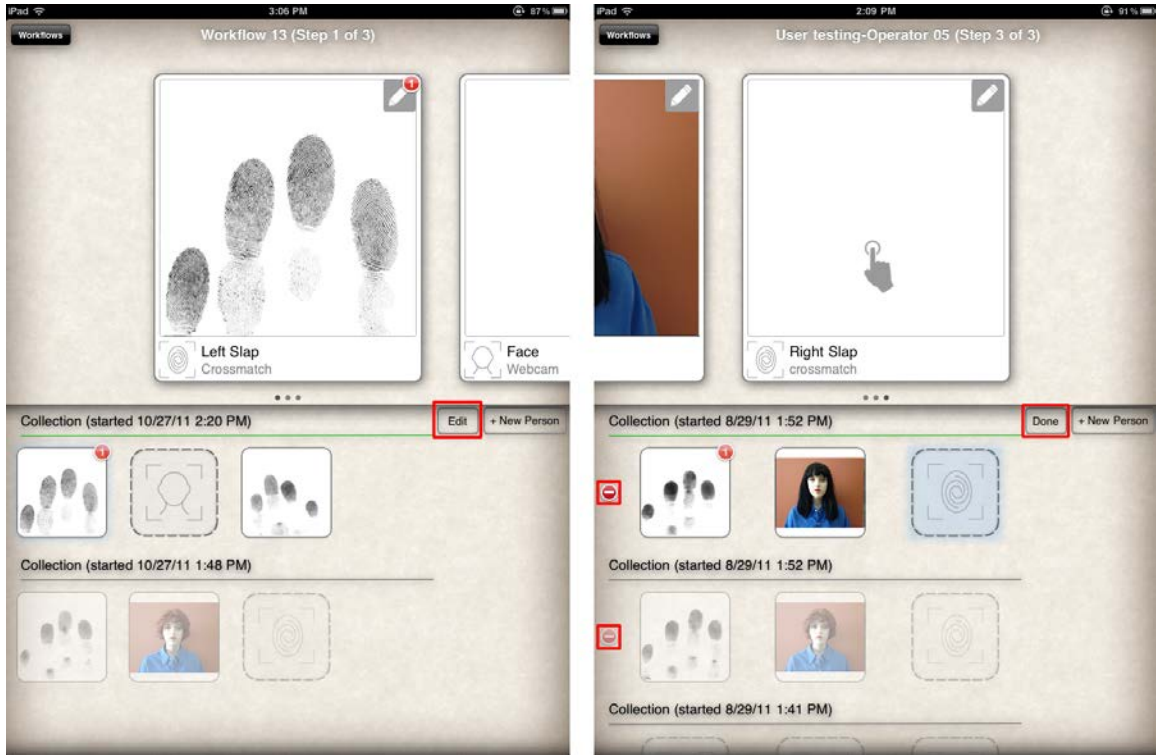 iPad 3:06 PM 87%
Workflows Workflow 13 (Step 1 of 3)
1
Left Slap
Crossmatch
Face
Webcam
Collection (started 10/27/11 2:20 PM) Edit + New Person
1
Collection (started 10/27/11 1:48 PM)
iPad 2:09 PM 91%
Workflows User testing-Operator 05 (Step 3 of 3)
Right Slap
crossmatch
Collection (started 8/29/11 1:52 PM) Done + New Person
1
Collection (started 8/29/11 1:52 PM)
Collection (started 8/29/11 1:41 PM)